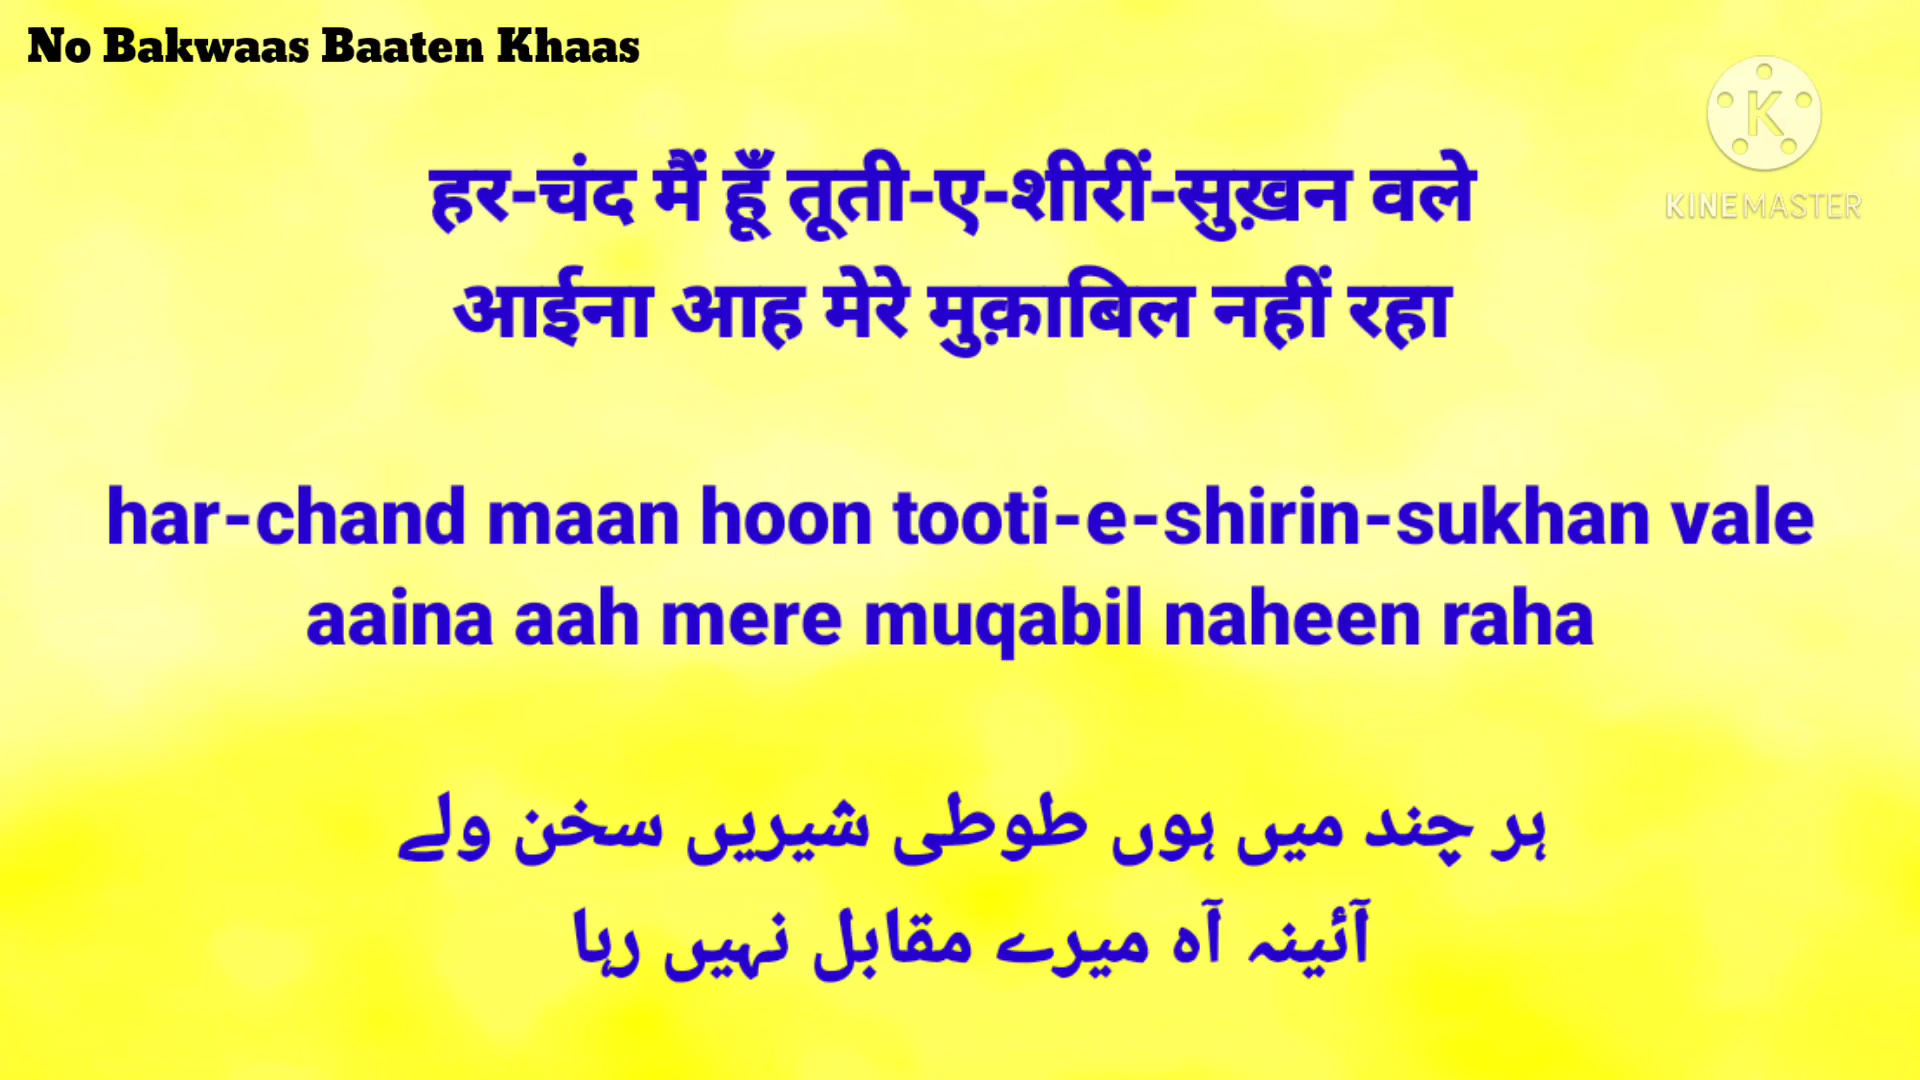 No Bakwaas Baaten Khaas
KINEMASTER
हर-चंद मैं हूँ तूती-ए-शीरीं-सुख़न वले
आईना आह मेरे मुक़ाबिल नहीं रहा
har-chand maan hoon tooti-e-shirin-sukhan vale
aaina aah mere muqabil naheen raha
ہر چند میں ہوں طوطی شیریں سخن ولے
آئینہ آہ میرے مقابل نہیں رہا